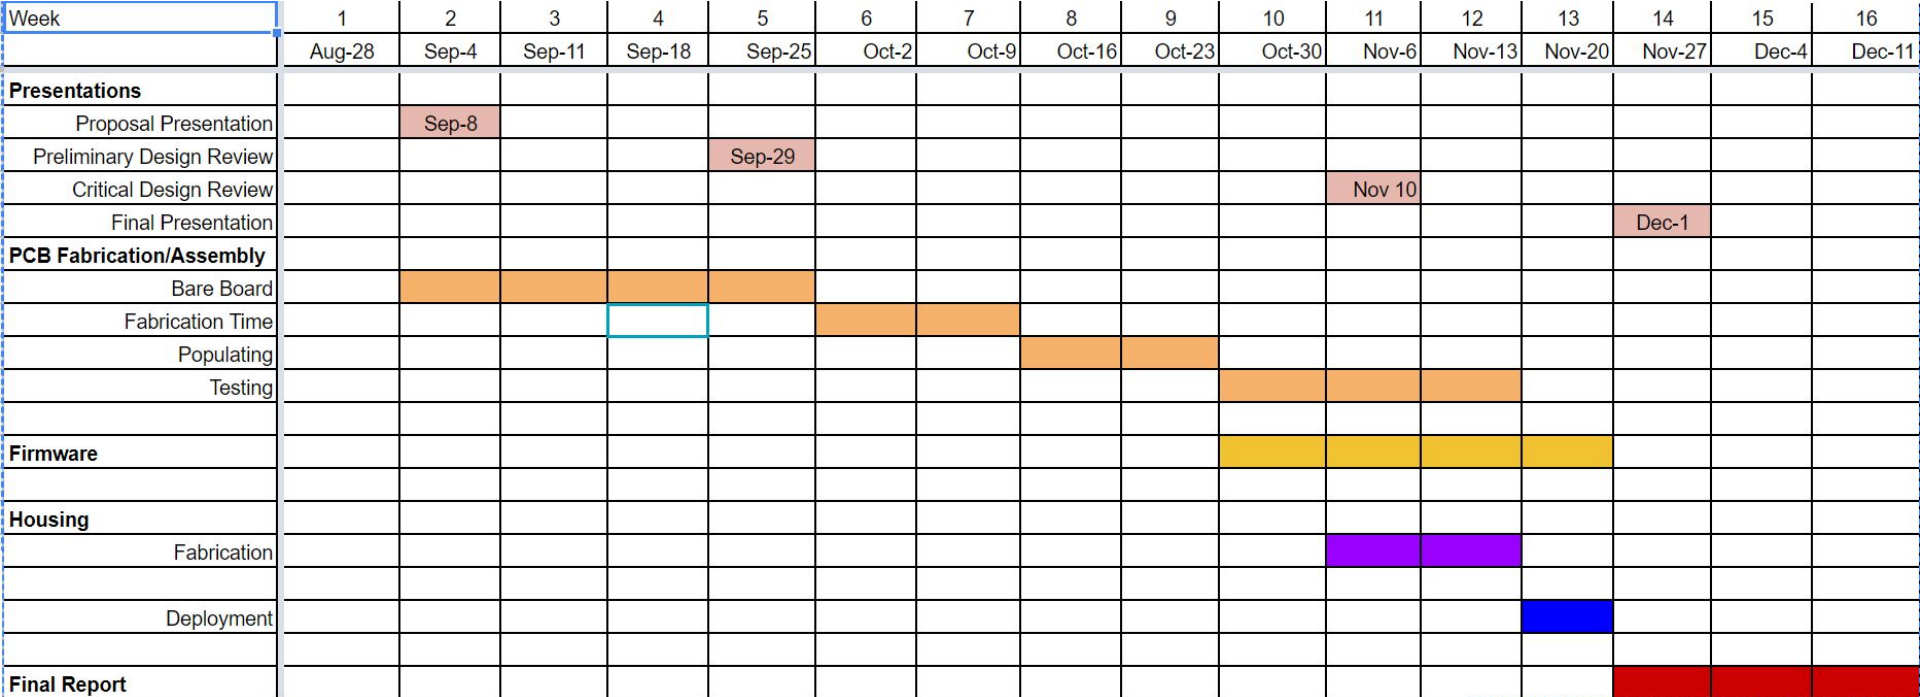 Week 1 2 3 4 5 6 7 8 9 10 11 12 13 14 15 16
Aug-28 Sep-4 Sep-11 Sep-18 Sep-25 Oct-2 Oct-9 Oct-16 Oct-23 Oct-30 Nov-6 Nov-13 Nov-20 Nov-27 Dec-4 Dec-11
Presentations
Proposal Presentation Sep-8
Preliminary Design Review Sep-29
Critical Design Review Nov 10
Final Presentation Dec-1
PCB Fabrication/Assembly
Bare Board
Fabrication Time
Populating
Testing
Firmware
Housing
Fabrication
Deployment
Final Report